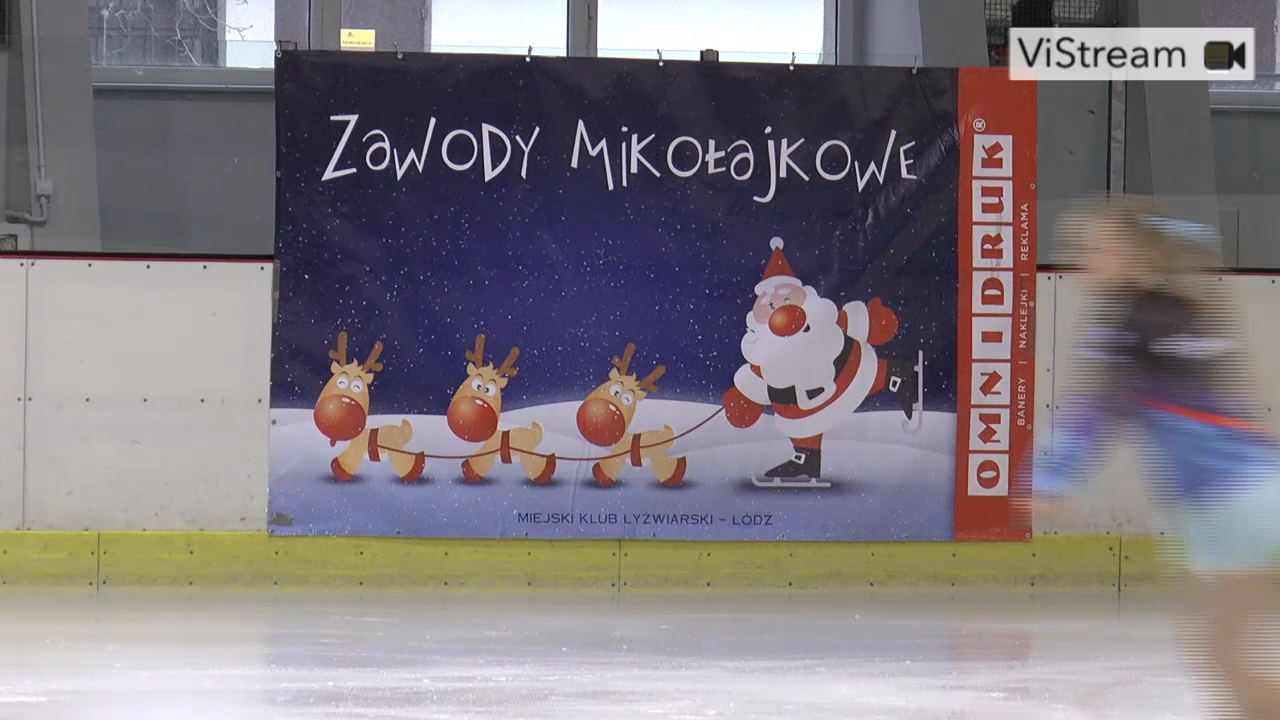 ViStream
Zawody Mikołajkowe
OMNIDRUK®
BANERY | NAKLEJKI | REKLAMA
MIEJSKI KLUB ŁYŻWIARSKI - ŁÓDŹ